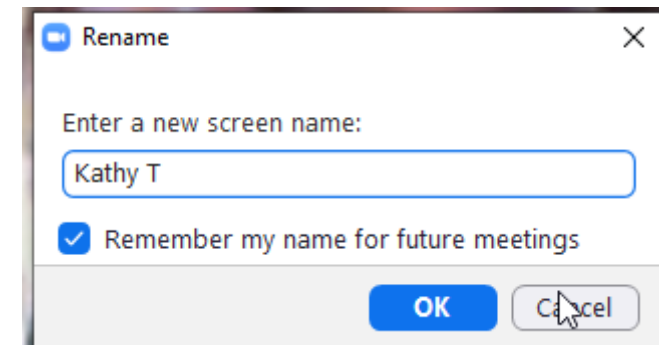 Rename
Enter a new screen name:
Kathy T
Remember my name for future meetings
OK Cancel